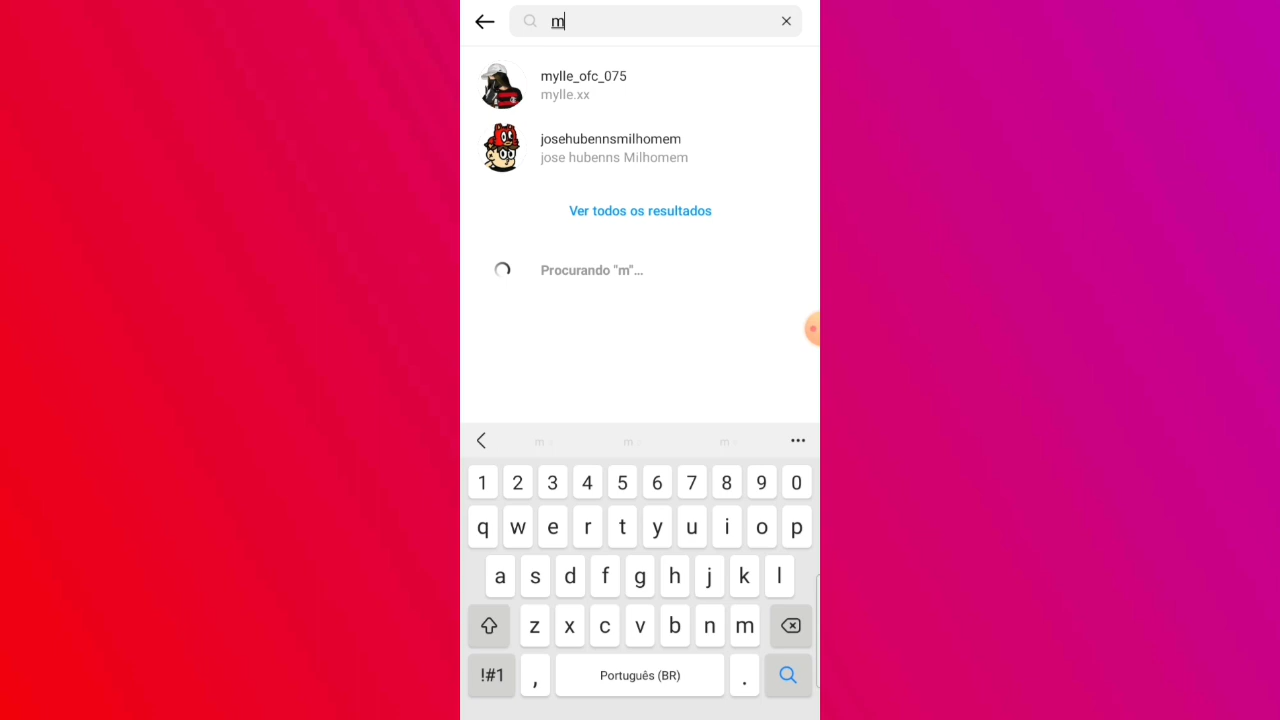 m
mylle_ofc_075
mylle.xx
josehubennsmilhomem
jose hubenns Milhomem
Ver todos os resultados
Procurando "m"...
m m m
1 2 3 4 5 6 7 8 9 0
q w e r t y u i o p
a s d f g h j k l
z x c v b n m
!#1 , Português (BR) .